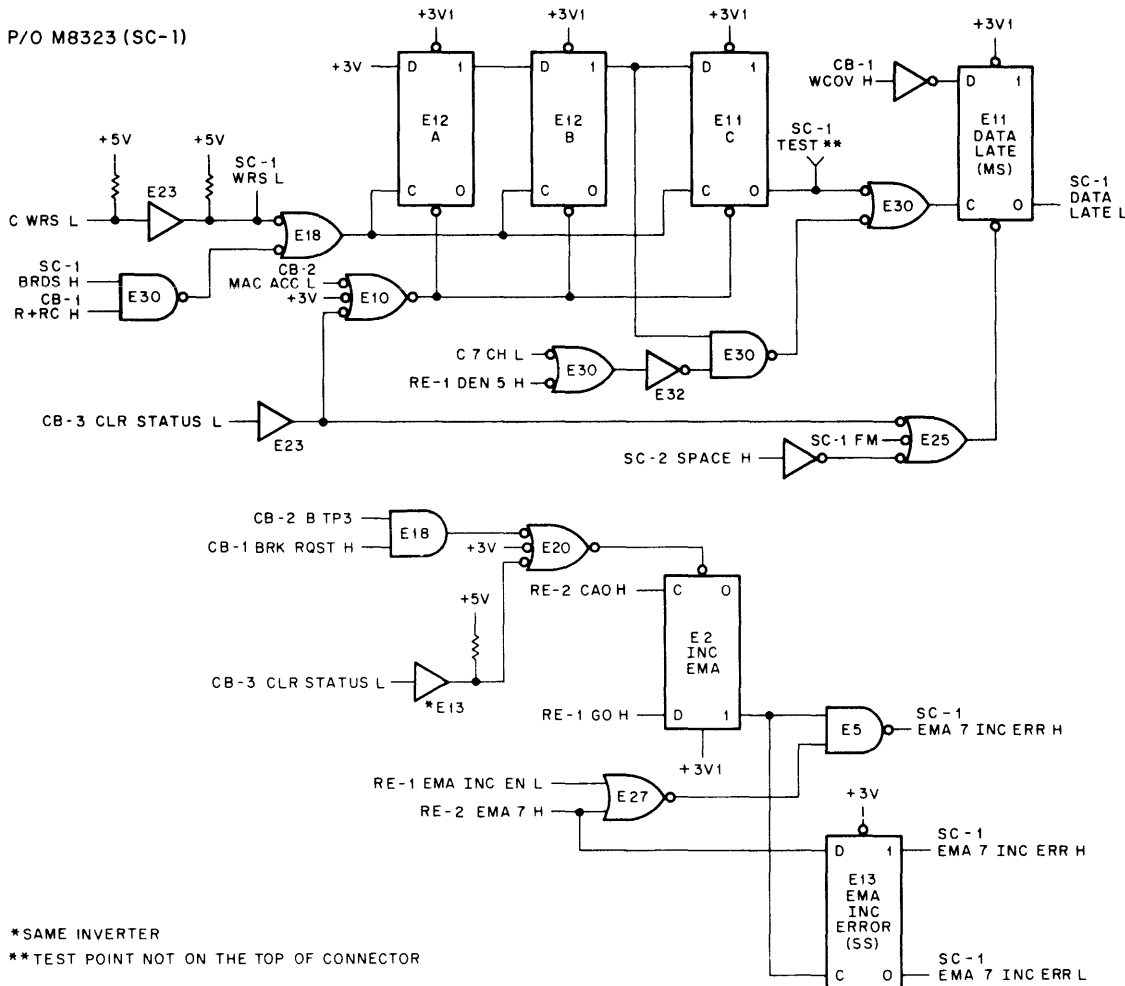 P/O M8323 (SC-1)
+3V1
+3V1
+3V1
+3V1
+3V
D 1
E12
A
C 0
D 1
E12
B
C 0
D 1
E11
C
C 0
SC-1
TEST **
CB-1
WCOV H
D 1
E11
DATA
LATE
(MS)
C 0
SC-1
DATA
LATE L
+5V
+5V
SC-1
WRS L
E23
C WRS L
E18
E30
SC-1
BRDS H
CB-1
R+RC H
E30
CB-2
MAC ACC L
+3V
E10
C 7 CH L
RE-1 DEN 5 H
E30
E32
E30
CB-3 CLR STATUS L
E23
SC-1 FM
E25
SC-2 SPACE H
CB-2 B TP3
CB-1 BRK RQST H
E18
+3V
E20
+5V
CB-3 CLR STATUS L
*E13
RE-2 CAO H
C 0
E2
INC
EMA
RE-1 GO H
D 1
+3V1
E5
SC-1
EMA 7 INC ERR H
RE-1 EMA INC EN L
RE-2 EMA 7 H
E27
+3V
D 1
E13
EMA
INC
ERROR
(SS)
C 0
SC-1
EMA 7 INC ERR H
SC-1
EMA 7 INC ERR L
*SAME INVERTER
**TEST POINT NOT ON THE TOP OF CONNECTOR